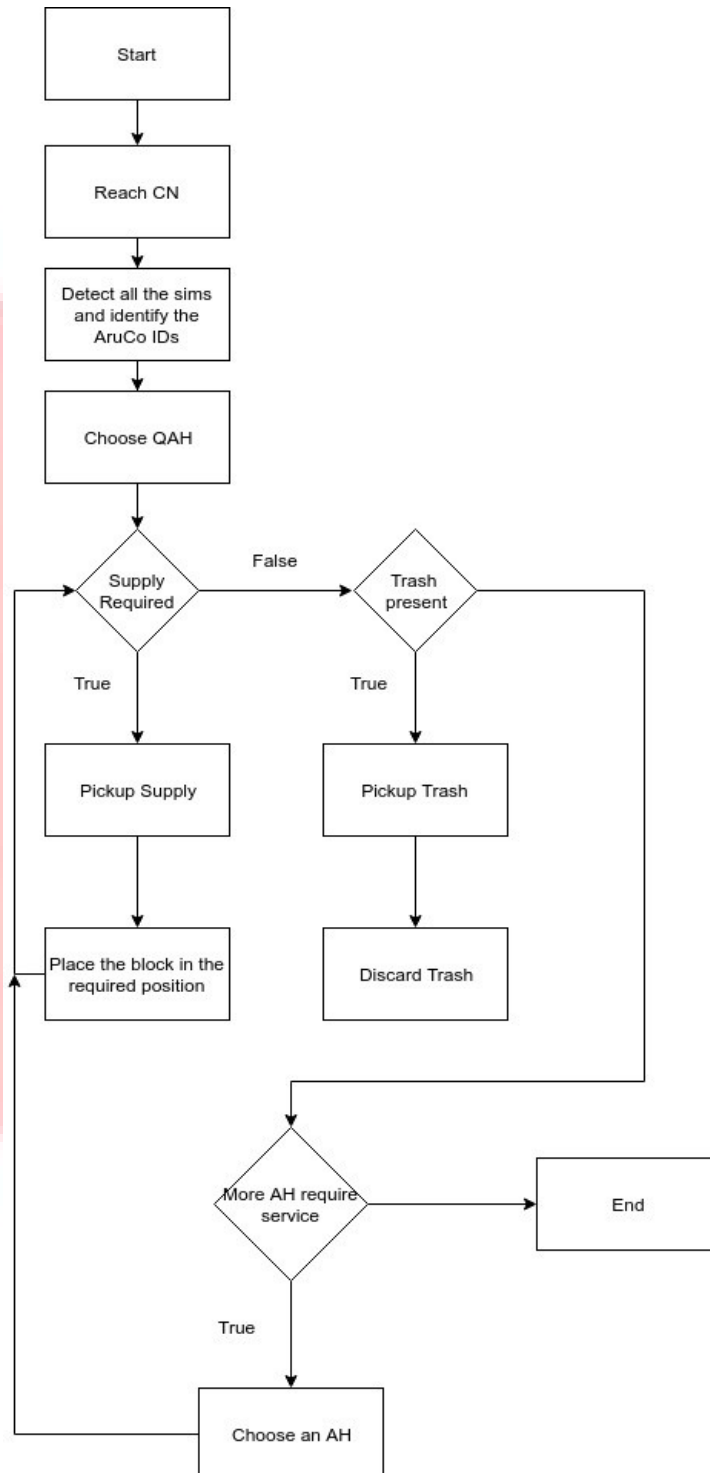 Start
Reach CN
Detect all the sims
and identify the
AruCo IDs
Choose QAH
Supply
Required
False
Trash
present
True
True
Pickup Supply
Pickup Trash
Place the block in the
required position
Discard Trash
More AH require
service
End
True
Choose an AH